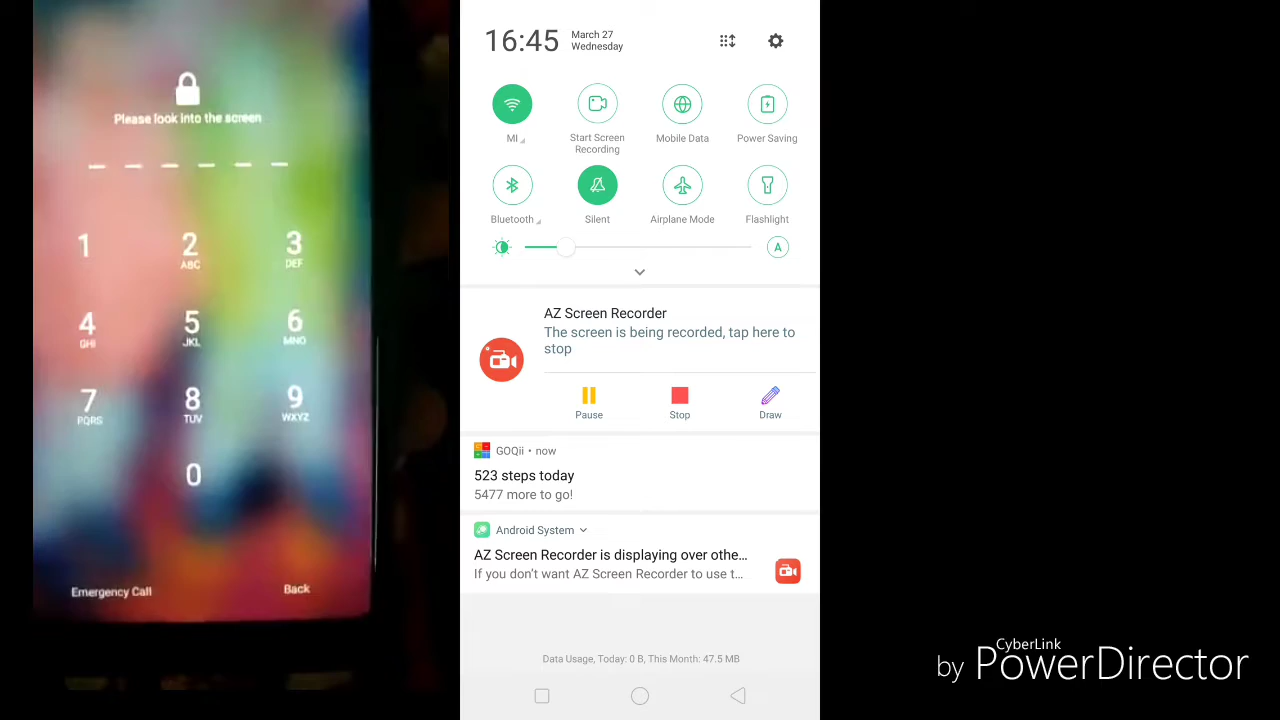 Please look into the screen
1
2
ABC
3
DEF
4
GHI
5
JKL
6
MNO
7
PQRS
8
TUV
9
WXYZ
0
Emergency Call
Back
16:45
March 27
Wednesday
MI
Start Screen
Recording
Mobile Data
Power Saving
Bluetooth
Silent
Airplane Mode
Flashlight
A
AZ Screen Recorder
The screen is being recorded, tap here to
stop
Pause
Stop
Draw
GOQii • now
523 steps today
5477 more to go!
Android System
AZ Screen Recorder is displaying over othe...
If you don't want AZ Screen Recorder to use t...
Data Usage, Today: 0 B, This Month: 47.5 MB
CyberLink
by PowerDirector